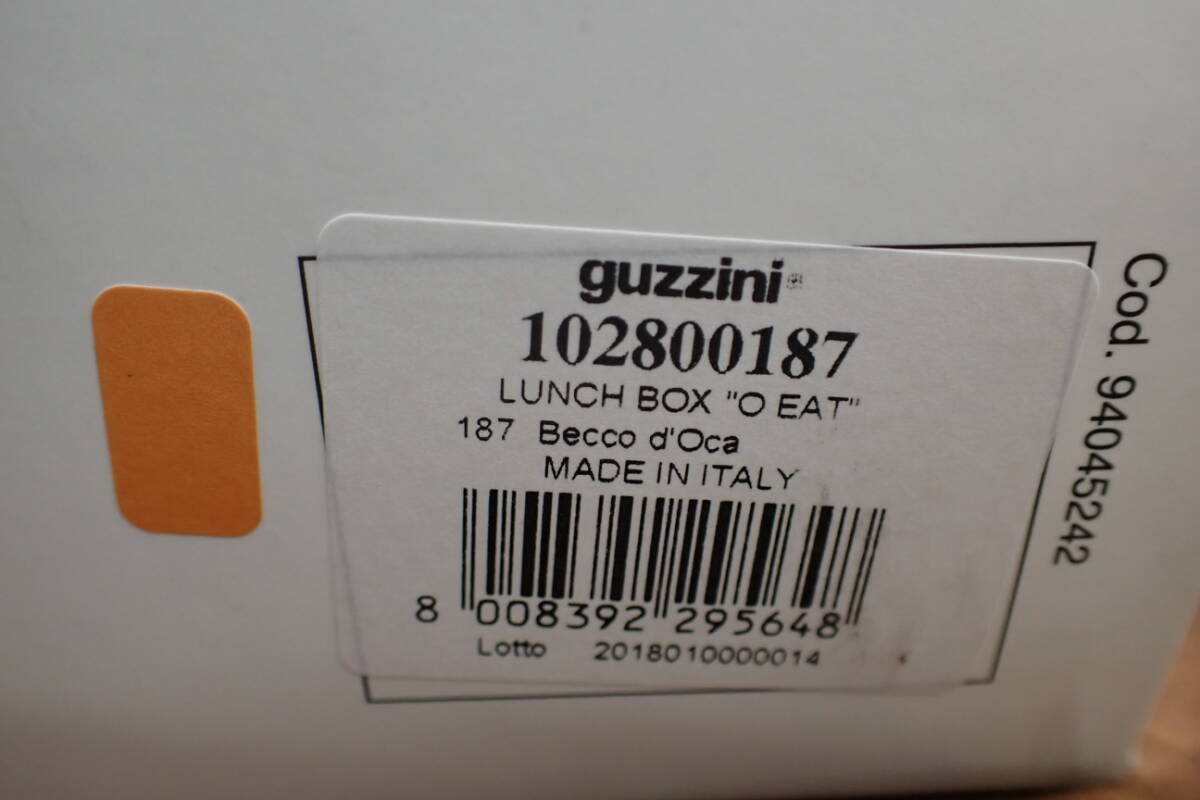 guzzini®
102800187
LUNCH BOX "O EAT"
187 Becco d'Oca
MADE IN ITALY
8 008392 295648
Lotto 2018010000014
Cod. 94045242